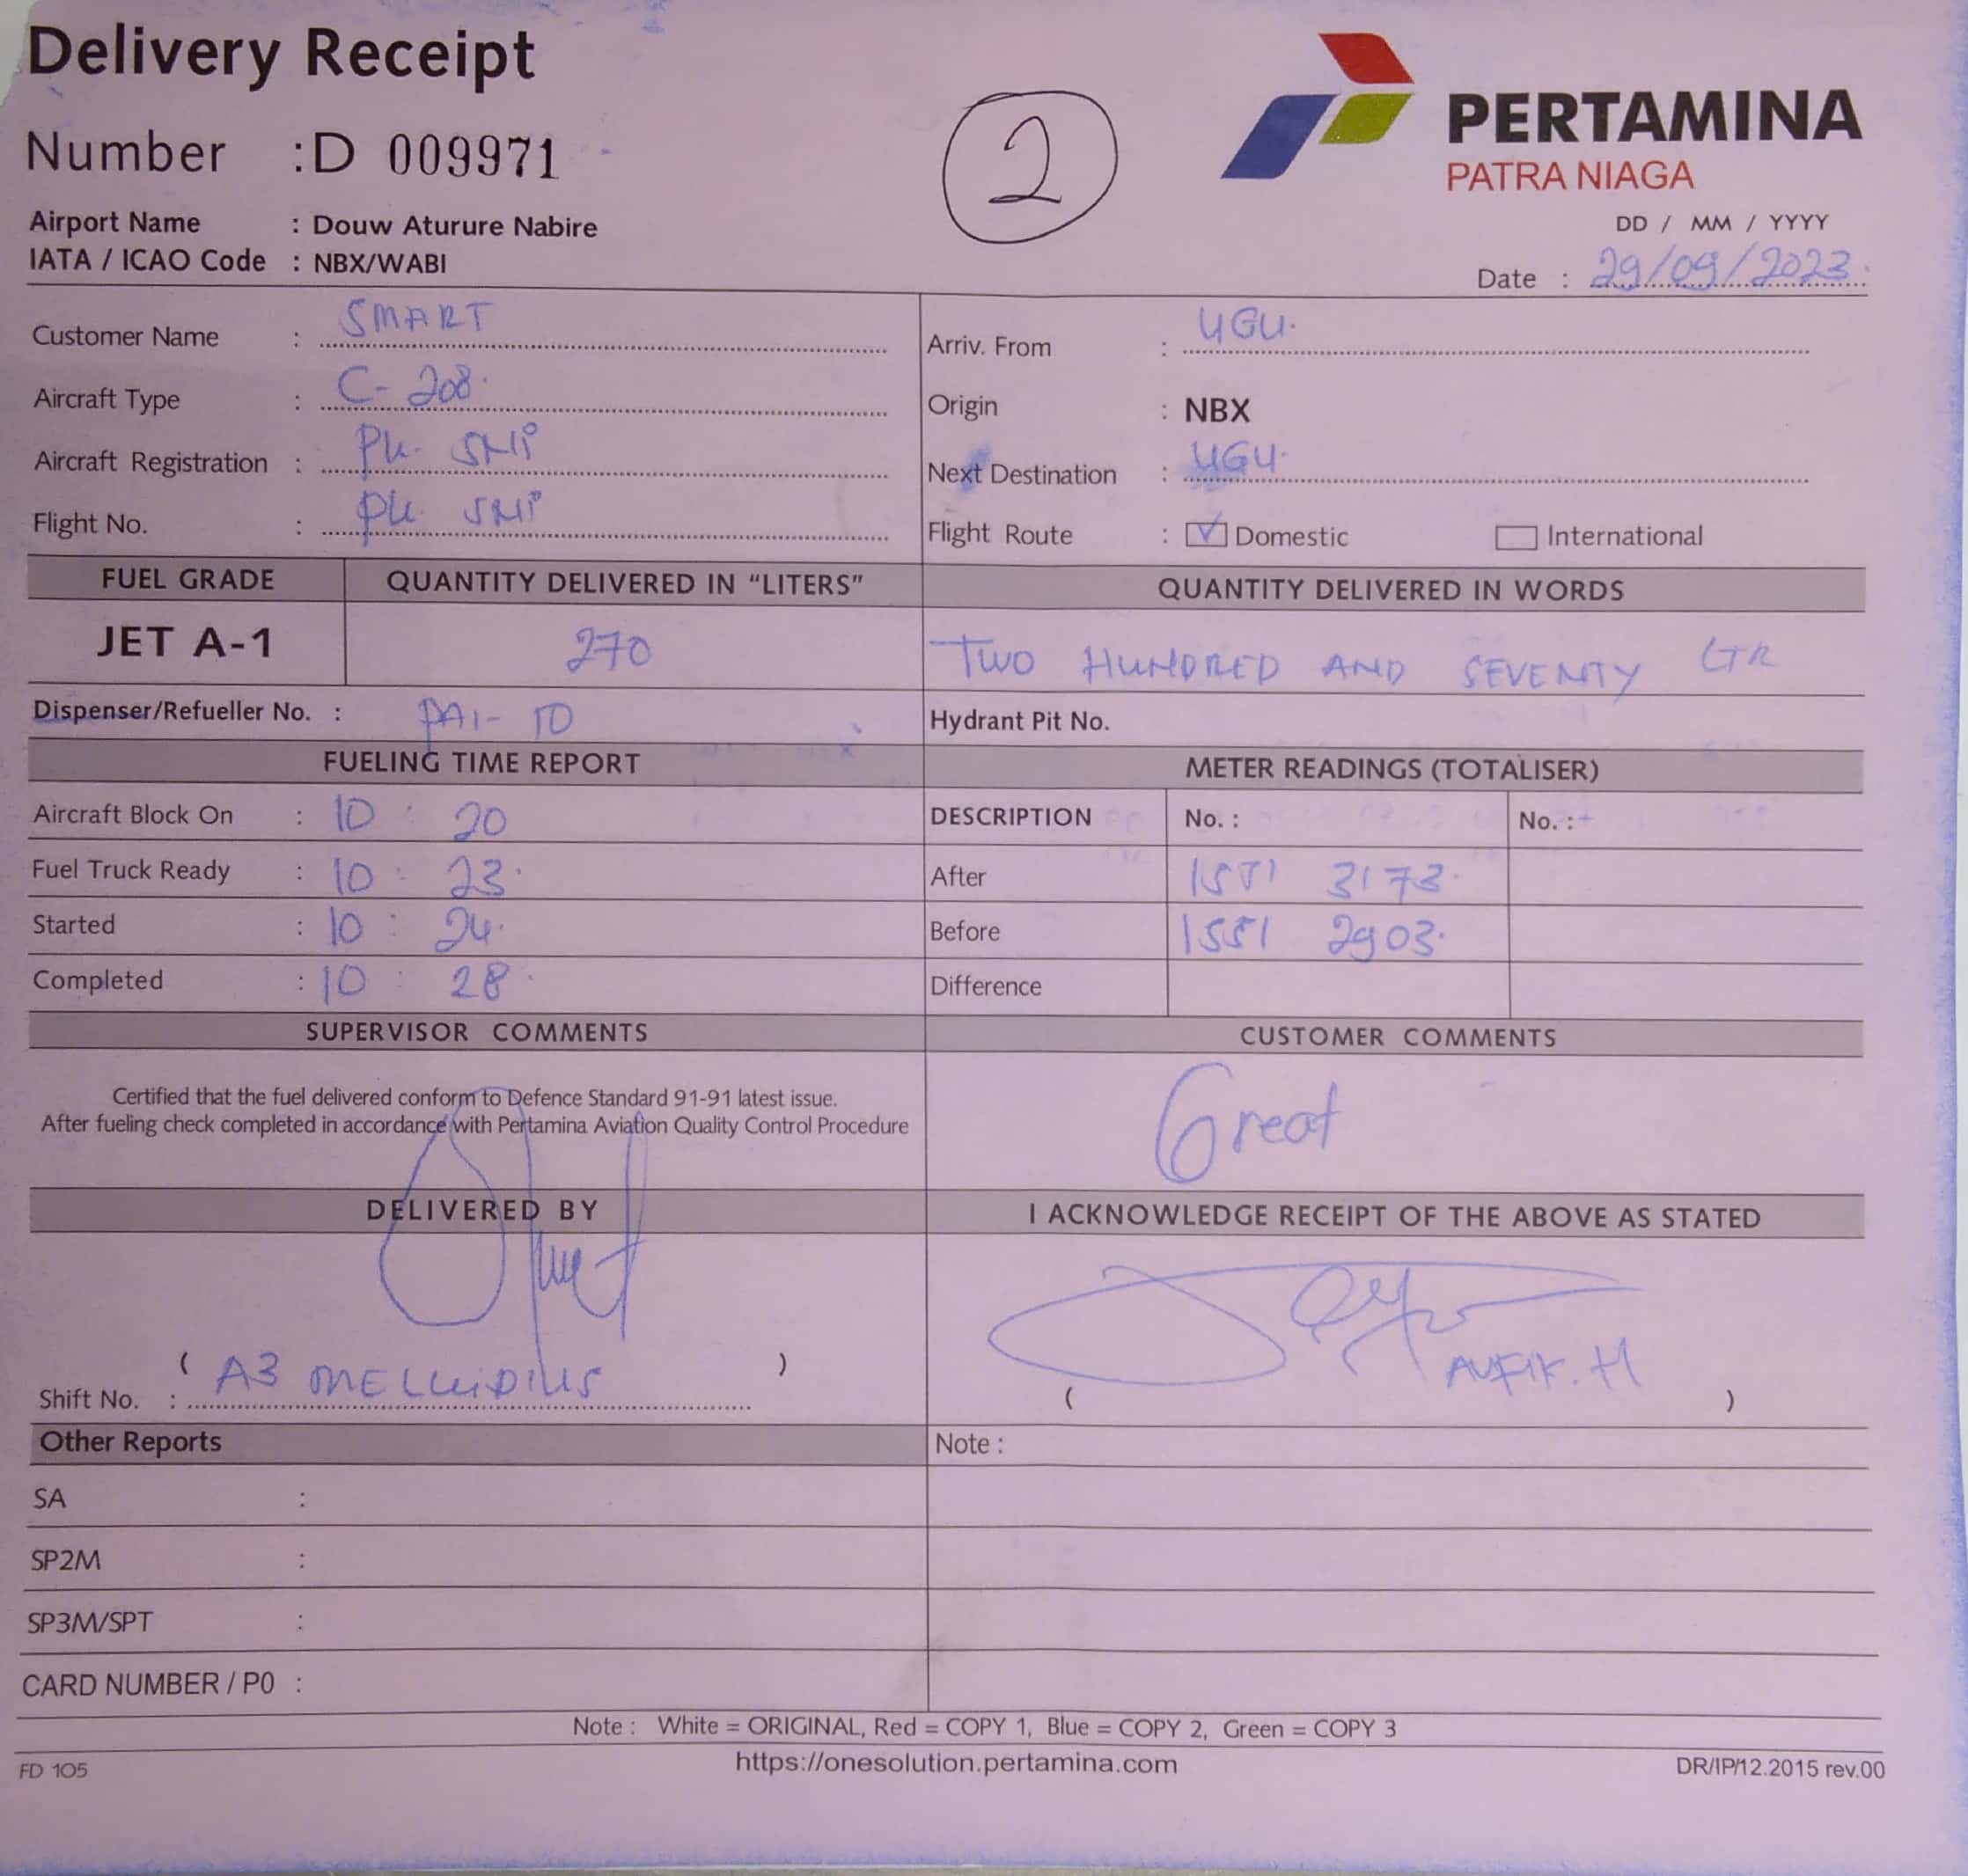 Delivery Receipt
Number : D 009971
2
PERTAMINA
PATRA NIAGA
Airport Name : Douw Aturure Nabire
IATA / ICAO Code : NBX/WABI
DD / MM / YYYY
Date : 29/09/2023
Customer Name : SMART
Arriv. From : UGU.
Aircraft Type : C-208.
Origin : NBX
Aircraft Registration : PK. SNI
Next Destination : UGU.
Flight No. : PK. SNI
Flight Route : Domestic International
FUEL GRADE QUANTITY DELIVERED IN “LITERS” QUANTITY DELIVERED IN WORDS
JET A-1 270 TWO HUNDRED AND SEVENTY LTR
Dispenser/Refueller No. : PAI- 10
Hydrant Pit No.
FUELING TIME REPORT METER READINGS (TOTALISER)
Aircraft Block On : 10 : 20
DESCRIPTION No. : No. :
Fuel Truck Ready : 10 : 23.
After 1551 3173.
Started : 10 : 24.
Before 1551 2903.
Completed : 10 : 28.
Difference
SUPERVISOR COMMENTS CUSTOMER COMMENTS
Certified that the fuel delivered conform to Defence Standard 91-91 latest issue.
After fueling check completed in accordance with Pertamina Aviation Quality Control Procedure
Great
DELIVERED BY I ACKNOWLEDGE RECEIPT OF THE ABOVE AS STATED
( A3 )
Shift No. :
( AUFIK. H )
Other Reports Note :
SA :
SP2M :
SP3M/SPT :
CARD NUMBER / P0 :
Note : White = ORIGINAL, Red = COPY 1, Blue = COPY 2, Green = COPY 3
https://onesolution.pertamina.com
FD 105
DR/IP/12.2015 rev.00